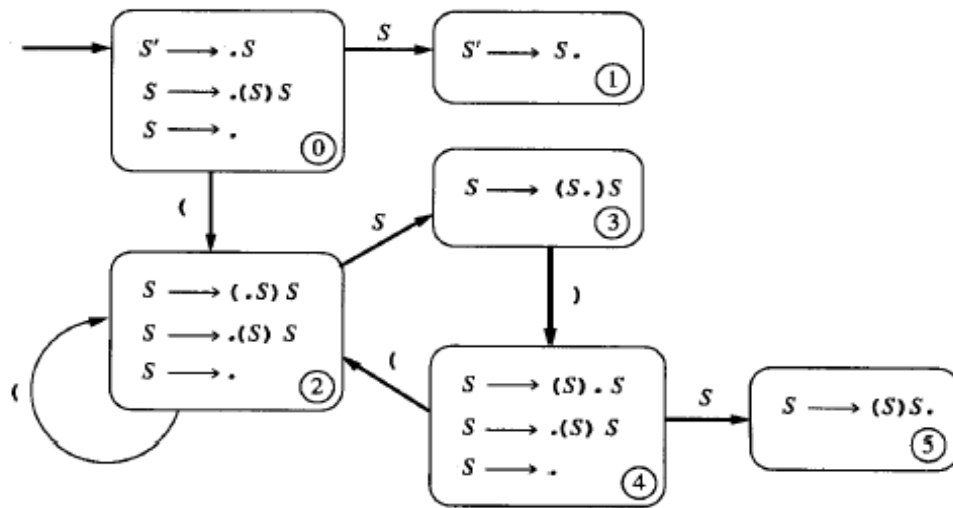 S' ⟶ .S
S ⟶ .(S) S
S ⟶ .
0
S
S' ⟶ S.
1
(
S
S ⟶ (S.) S
3
S ⟶ (.S) S
S ⟶ .(S) S
S ⟶ .
2
(
)
(
S ⟶ (S). S
S ⟶ .(S) S
S ⟶ .
4
S
S ⟶ (S)S.
5